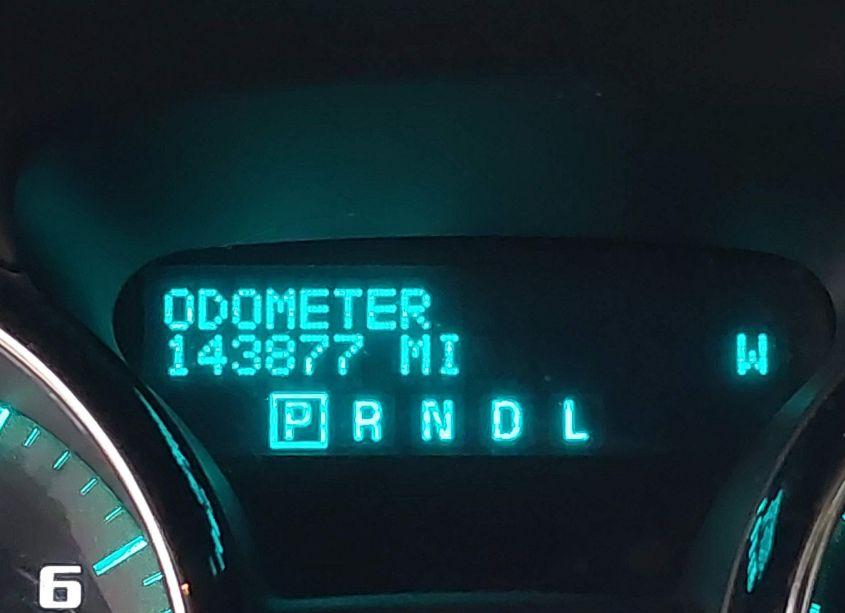 ODOMETER
143877 MI W
P R N D L
6